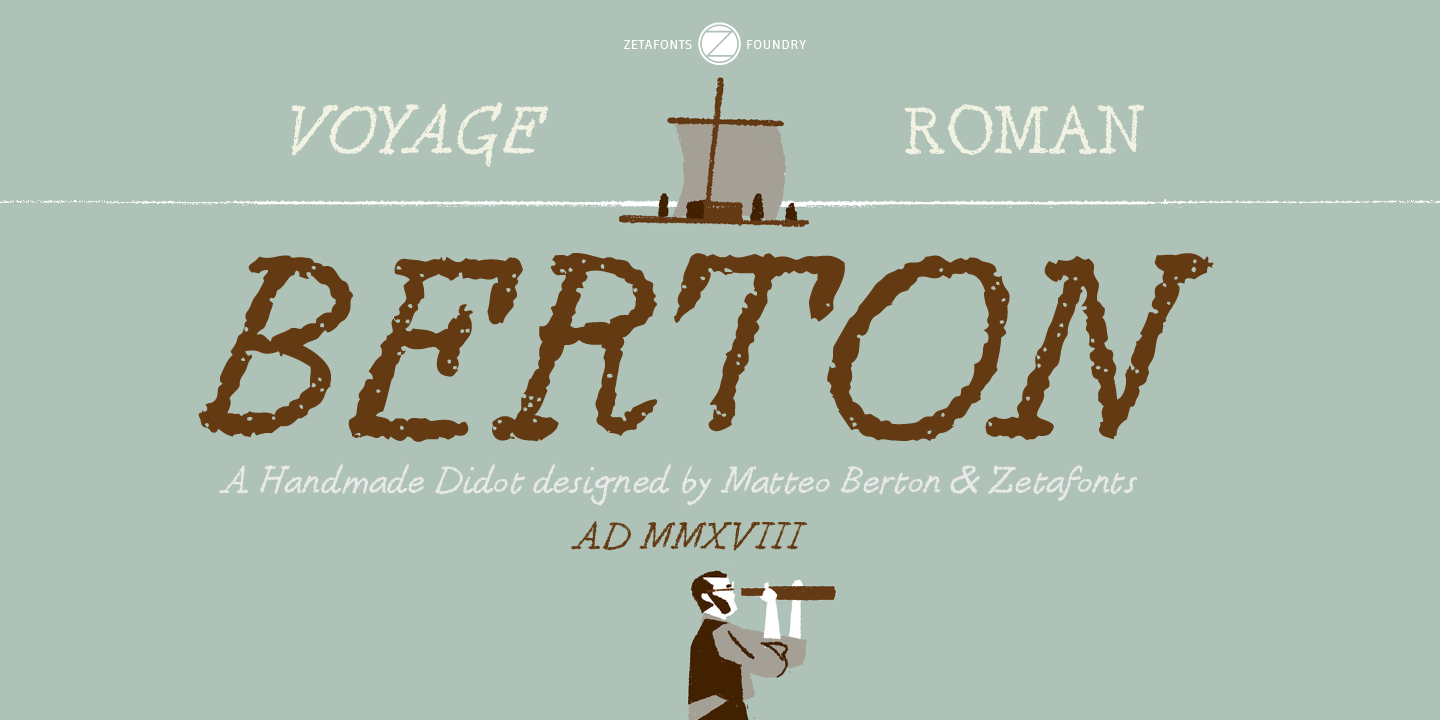 ZETAFONTS FOUNDRY
VOYAGE ROMAN
BERTON
A Handmade Didot designed by Matteo Berton & Zetafonts
AD MMXVIII